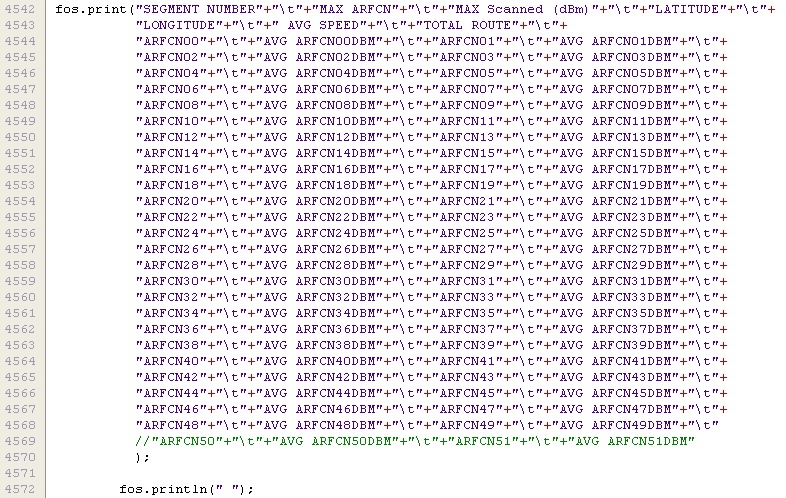 4542 fos.print("SEGMENT NUMBER"+"\t"+"MAX ARFCN"+"\t"+"MAX Scanned (dBm)"+"\t"+"LATITUDE"+"\t"+
4543 "LONGITUDE"+"\t"+" AVG SPEED"+"\t"+"TOTAL ROUTE"+"\t"+
4544 "ARFCN00"+"\t"+"AVG ARFCN00DBM"+"\t"+"ARFCN01"+"\t"+"AVG ARFCN01DBM"+"\t"+
4545 "ARFCN02"+"\t"+"AVG ARFCN02DBM"+"\t"+"ARFCN03"+"\t"+"AVG ARFCN03DBM"+"\t"+
4546 "ARFCN04"+"\t"+"AVG ARFCN04DBM"+"\t"+"ARFCN05"+"\t"+"AVG ARFCN05DBM"+"\t"+
4547 "ARFCN06"+"\t"+"AVG ARFCN06DBM"+"\t"+"ARFCN07"+"\t"+"AVG ARFCN07DBM"+"\t"+
4548 "ARFCN08"+"\t"+"AVG ARFCN08DBM"+"\t"+"ARFCN09"+"\t"+"AVG ARFCN09DBM"+"\t"+
4549 "ARFCN10"+"\t"+"AVG ARFCN10DBM"+"\t"+"ARFCN11"+"\t"+"AVG ARFCN11DBM"+"\t"+
4550 "ARFCN12"+"\t"+"AVG ARFCN12DBM"+"\t"+"ARFCN13"+"\t"+"AVG ARFCN13DBM"+"\t"+
4551 "ARFCN14"+"\t"+"AVG ARFCN14DBM"+"\t"+"ARFCN15"+"\t"+"AVG ARFCN15DBM"+"\t"+
4552 "ARFCN16"+"\t"+"AVG ARFCN16DBM"+"\t"+"ARFCN17"+"\t"+"AVG ARFCN17DBM"+"\t"+
4553 "ARFCN18"+"\t"+"AVG ARFCN18DBM"+"\t"+"ARFCN19"+"\t"+"AVG ARFCN19DBM"+"\t"+
4554 "ARFCN20"+"\t"+"AVG ARFCN20DBM"+"\t"+"ARFCN21"+"\t"+"AVG ARFCN21DBM"+"\t"+
4555 "ARFCN22"+"\t"+"AVG ARFCN22DBM"+"\t"+"ARFCN23"+"\t"+"AVG ARFCN23DBM"+"\t"+
4556 "ARFCN24"+"\t"+"AVG ARFCN24DBM"+"\t"+"ARFCN25"+"\t"+"AVG ARFCN25DBM"+"\t"+
4557 "ARFCN26"+"\t"+"AVG ARFCN26DBM"+"\t"+"ARFCN27"+"\t"+"AVG ARFCN27DBM"+"\t"+
4558 "ARFCN28"+"\t"+"AVG ARFCN28DBM"+"\t"+"ARFCN29"+"\t"+"AVG ARFCN29DBM"+"\t"+
4559 "ARFCN30"+"\t"+"AVG ARFCN30DBM"+"\t"+"ARFCN31"+"\t"+"AVG ARFCN31DBM"+"\t"+
4560 "ARFCN32"+"\t"+"AVG ARFCN32DBM"+"\t"+"ARFCN33"+"\t"+"AVG ARFCN33DBM"+"\t"+
4561 "ARFCN34"+"\t"+"AVG ARFCN34DBM"+"\t"+"ARFCN35"+"\t"+"AVG ARFCN35DBM"+"\t"+
4562 "ARFCN36"+"\t"+"AVG ARFCN36DBM"+"\t"+"ARFCN37"+"\t"+"AVG ARFCN37DBM"+"\t"+
4563 "ARFCN38"+"\t"+"AVG ARFCN38DBM"+"\t"+"ARFCN39"+"\t"+"AVG ARFCN39DBM"+"\t"+
4564 "ARFCN40"+"\t"+"AVG ARFCN40DBM"+"\t"+"ARFCN41"+"\t"+"AVG ARFCN41DBM"+"\t"+
4565 "ARFCN42"+"\t"+"AVG ARFCN42DBM"+"\t"+"ARFCN43"+"\t"+"AVG ARFCN43DBM"+"\t"+
4566 "ARFCN44"+"\t"+"AVG ARFCN44DBM"+"\t"+"ARFCN45"+"\t"+"AVG ARFCN45DBM"+"\t"+
4567 "ARFCN46"+"\t"+"AVG ARFCN46DBM"+"\t"+"ARFCN47"+"\t"+"AVG ARFCN47DBM"+"\t"+
4568 "ARFCN48"+"\t"+"AVG ARFCN48DBM"+"\t"+"ARFCN49"+"\t"+"AVG ARFCN49DBM"+"\t"
4569 //"ARFCN50"+"\t"+"AVG ARFCN50DBM"+"\t"+"ARFCN51"+"\t"+"AVG ARFCN51DBM"
4570 );
4571
4572 fos.println(" ");